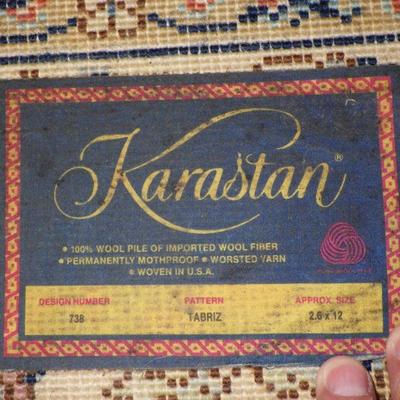 Karastan®
• 100% WOOL PILE OF IMPORTED WOOL FIBER
• PERMANENTLY MOTHPROOF • WORSTED YARN
• WOVEN IN U.S.A.
DESIGN NUMBER PATTERN APPROX. SIZE
738 TABRIZ 2.6 x 12